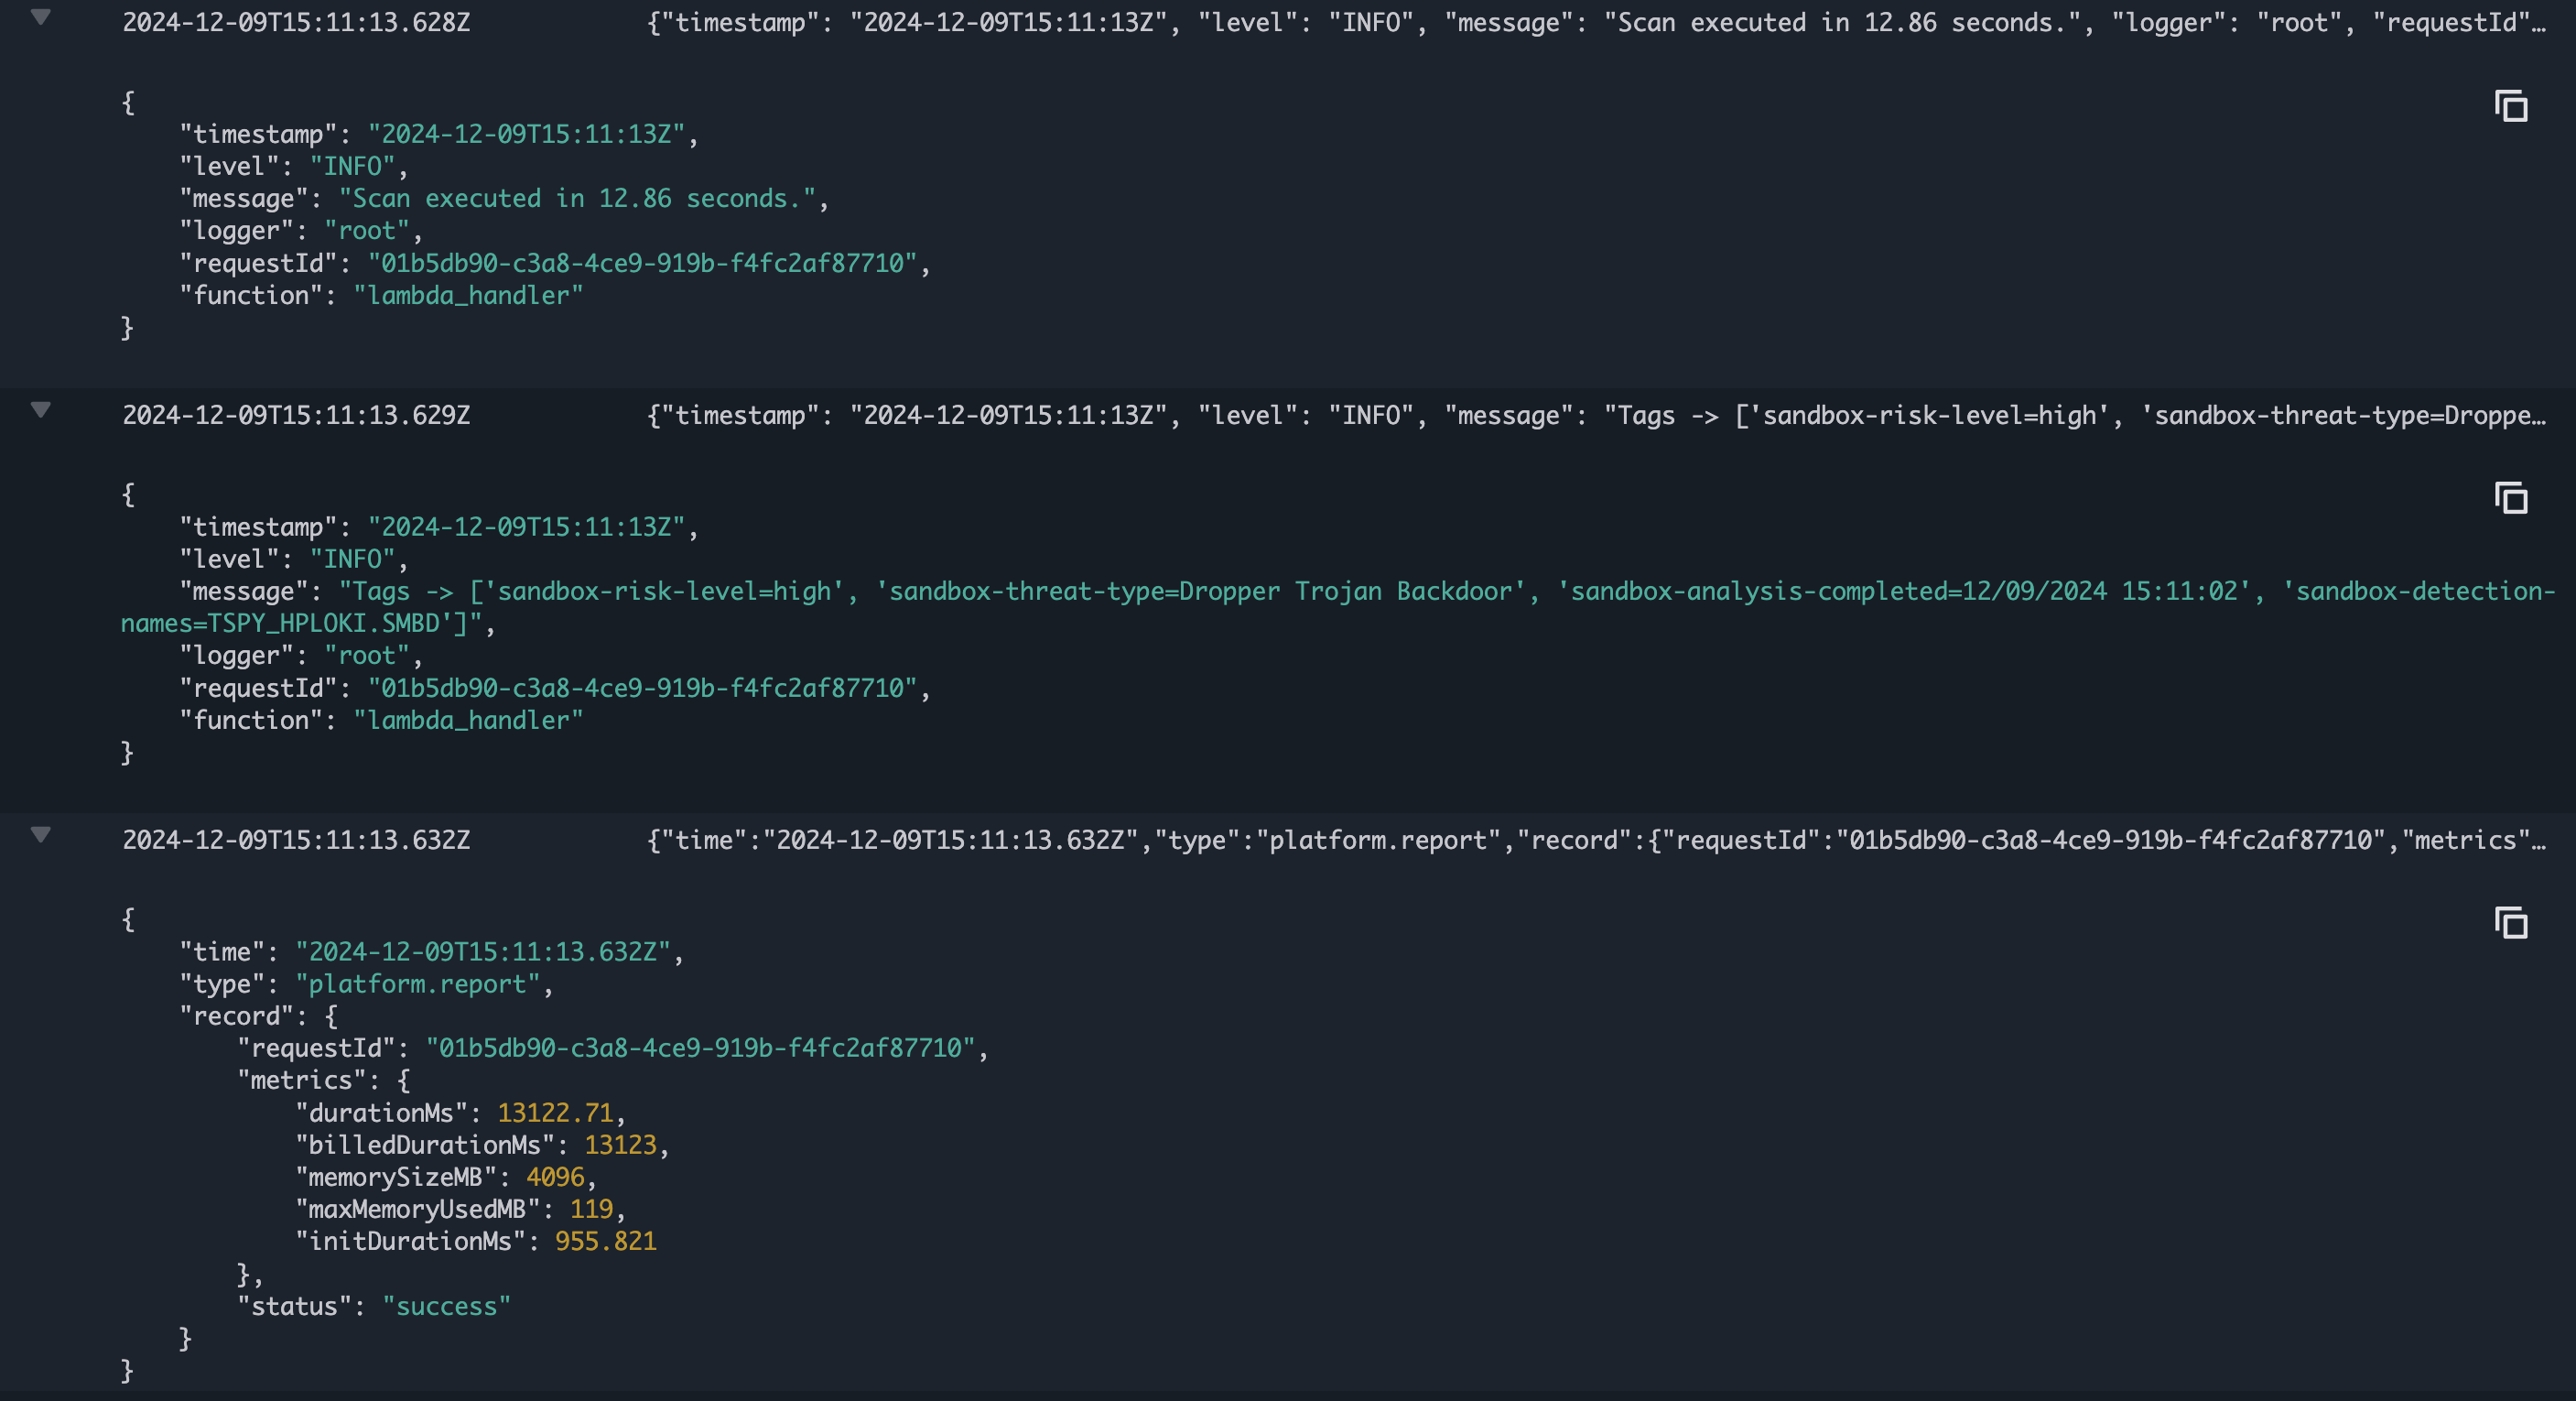 2024-12-09T15:11:13.628Z {"timestamp": "2024-12-09T15:11:13Z", "level": "INFO", "message": "Scan executed in 12.86 seconds.", "logger": "root", "requestId"…
{
"timestamp": "2024-12-09T15:11:13Z",
"level": "INFO",
"message": "Scan executed in 12.86 seconds.",
"logger": "root",
"requestId": "01b5db90-c3a8-4ce9-919b-f4fc2af87710",
"function": "lambda_handler"
}
2024-12-09T15:11:13.629Z {"timestamp": "2024-12-09T15:11:13Z", "level": "INFO", "message": "Tags -> ['sandbox-risk-level=high', 'sandbox-threat-type=Droppe…
{
"timestamp": "2024-12-09T15:11:13Z",
"level": "INFO",
"message": "Tags -> ['sandbox-risk-level=high', 'sandbox-threat-type=Dropper Trojan Backdoor', 'sandbox-analysis-completed=12/09/2024 15:11:02', 'sandbox-detection-
names=TSPY_HPLOKI.SMBD']",
"logger": "root",
"requestId": "01b5db90-c3a8-4ce9-919b-f4fc2af87710",
"function": "lambda_handler"
}
2024-12-09T15:11:13.632Z {"time":"2024-12-09T15:11:13.632Z","type":"platform.report","record":{"requestId":"01b5db90-c3a8-4ce9-919b-f4fc2af87710","metrics"…
{
"time": "2024-12-09T15:11:13.632Z",
"type": "platform.report",
"record": {
"requestId": "01b5db90-c3a8-4ce9-919b-f4fc2af87710",
"metrics": {
"durationMs": 13122.71,
"billedDurationMs": 13123,
"memorySizeMB": 4096,
"maxMemoryUsedMB": 119,
"initDurationMs": 955.821
},
"status": "success"
}
}